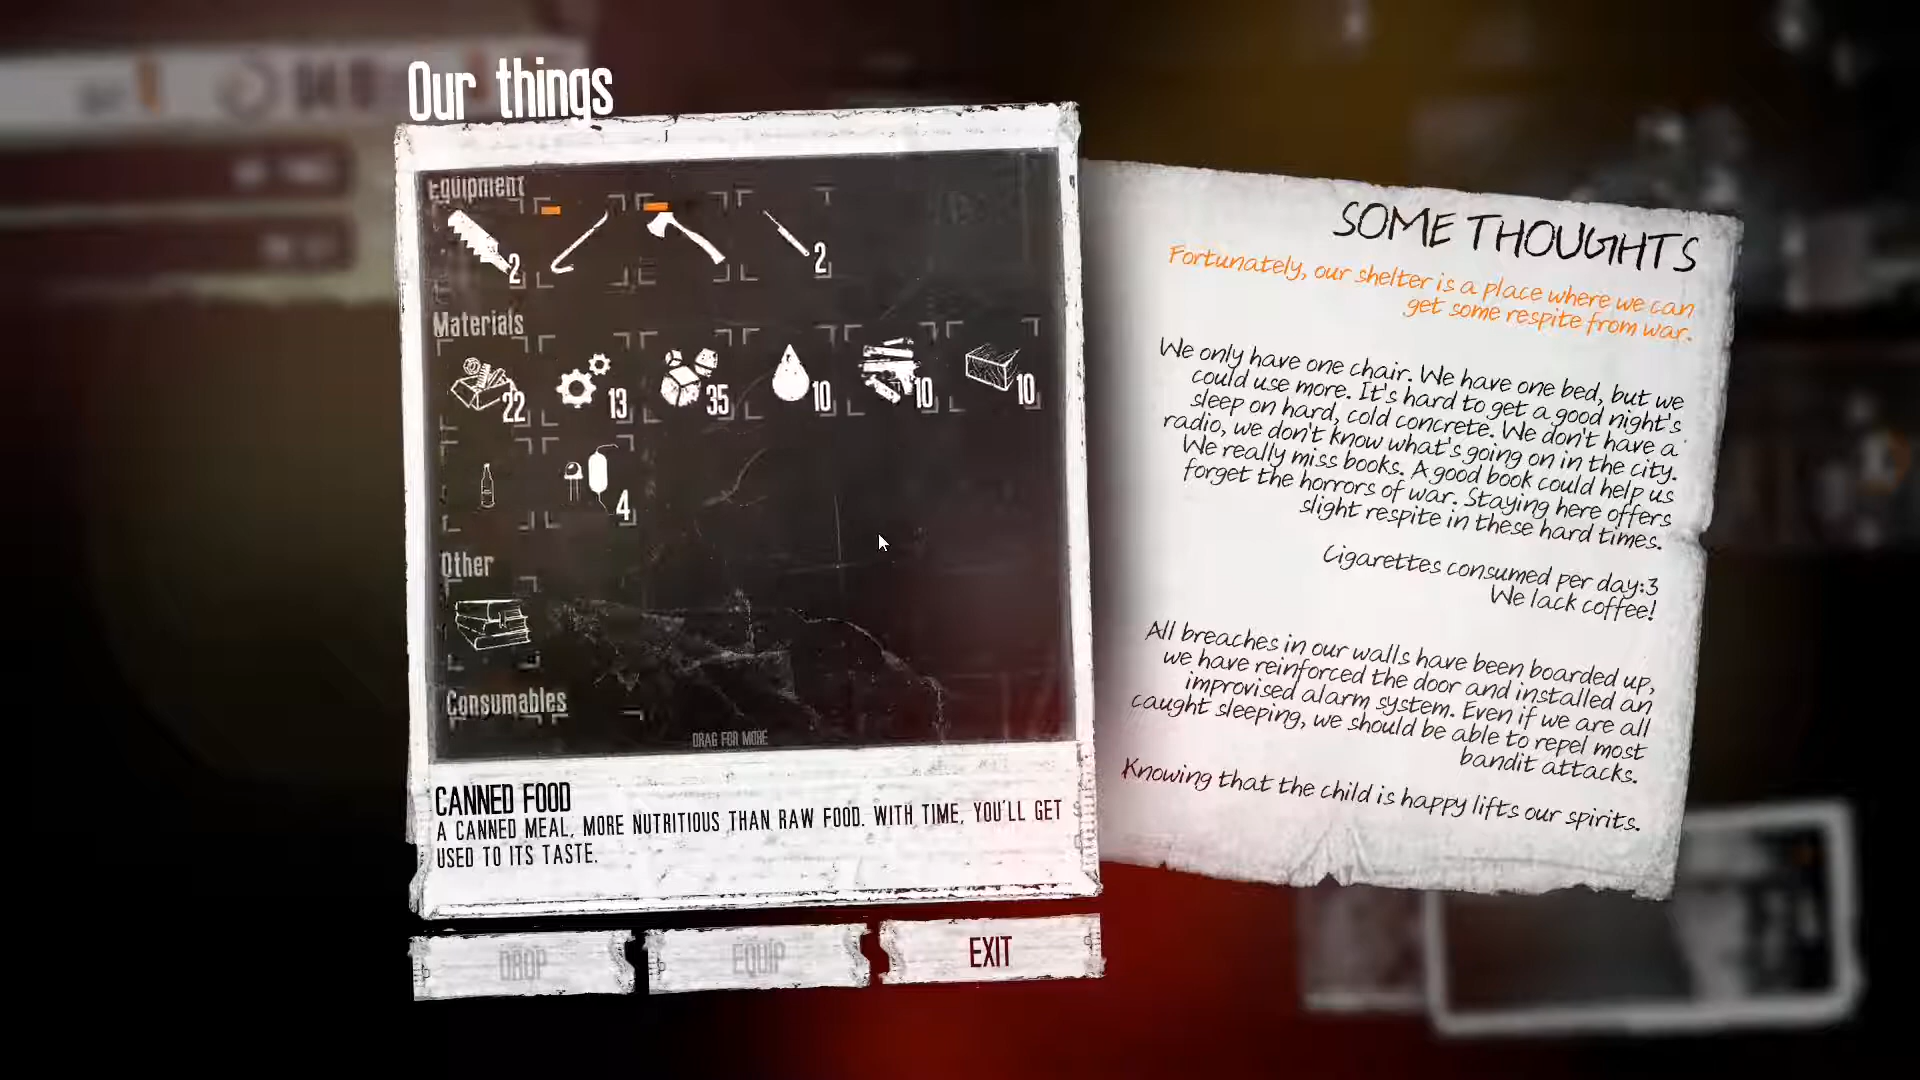 Our things
Equipment
2
2
Materials
22
13
35
10
10
10
4
Other
Consumables
DRAG FOR MORE
CANNED FOOD
A CANNED MEAL, MORE NUTRITIOUS THAN RAW FOOD. WITH TIME, YOU'LL GET
USED TO ITS TASTE.
DROP
EQUIP
EXIT
SOME THOUGHTS
Fortunately, our shelter is a place where we can
get some respite from war.
We only have one chair. We have one bed, but we
could use more. It's hard to get a good night's
sleep on hard, cold concrete. We don't have a
radio, we don't know what's going on in the city.
We really miss books. A good book could help us
forget the horrors of war. Staying here offers
slight respite in these hard times.
Cigarettes consumed per day:3
We lack coffee!
All breaches in our walls have been boarded up,
we have reinforced the door and installed an
improvised alarm system. Even if we are all
caught sleeping, we should be able to repel most
bandit attacks.
Knowing that the child is happy lifts our spirits.